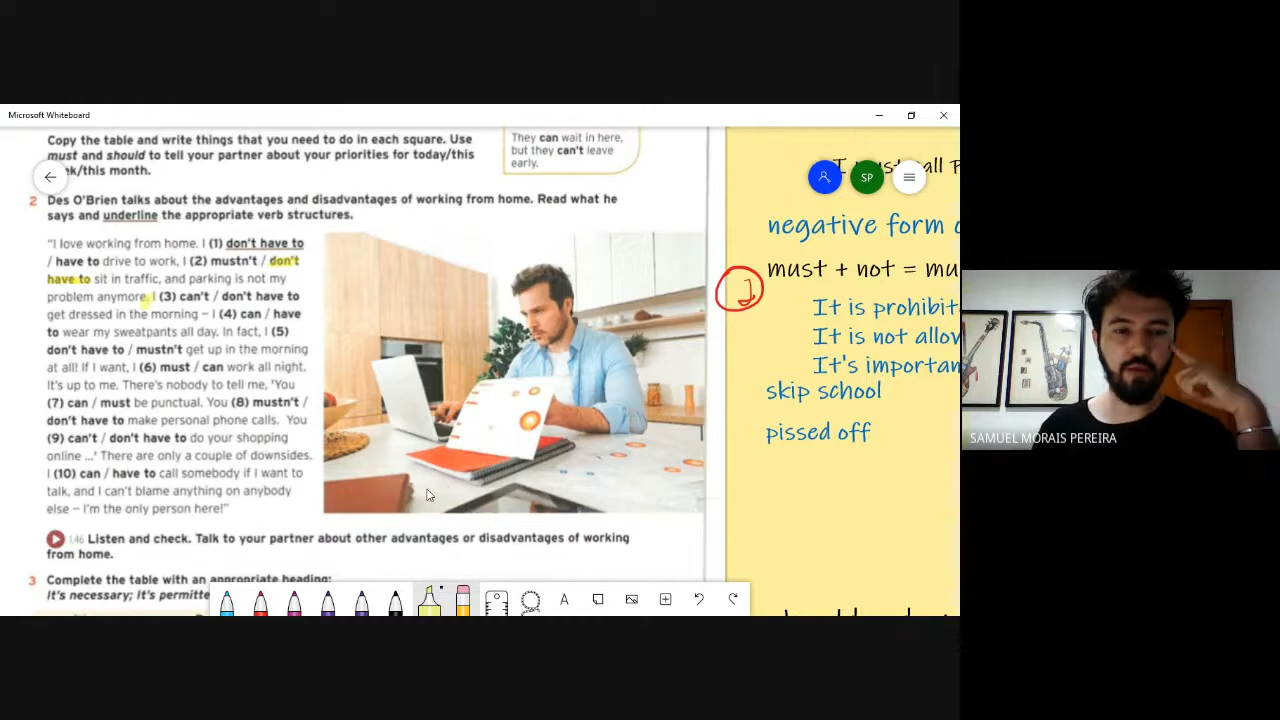 Microsoft Whiteboard
Copy the table and write things that you need to do in each square. Use
must and should to tell your partner about your priorities for today/this
ek/this month.
They can wait in here,
but they can't leave
early.
2 Des O'Brien talks about the advantages and disadvantages of working from home. Read what he
says and underline the appropriate verb structures.
"I love working from home. I (1) don't have to
/ have to drive to work, I (2) mustn't / don't
have to sit in traffic, and parking is not my
problem anymore. I (3) can't / don't have to
get dressed in the morning – I (4) can / have
to wear my sweatpants all day. In fact, I (5)
don't have to / mustn't get up in the morning
at all! If I want, I (6) must / can work all night.
It's up to me. There's nobody to tell me, 'You
(7) can / must be punctual. You (8) mustn't /
don't have to make personal phone calls. You
(9) can't / don't have to do your shopping
online ...' There are only a couple of downsides.
I (10) can / have to call somebody if I want to
talk, and I can't blame anything on anybody
else – I'm the only person here!"
1.46 Listen and check. Talk to your partner about other advantages or disadvantages of working
from home.
3 Complete the table with an appropriate heading:
It's necessary; It's permitte
SP
negative form
must + not = mu
It is prohibit
It is not allow
It's importan
skip school
pissed off
SAMUEL MORAIS PEREIRA